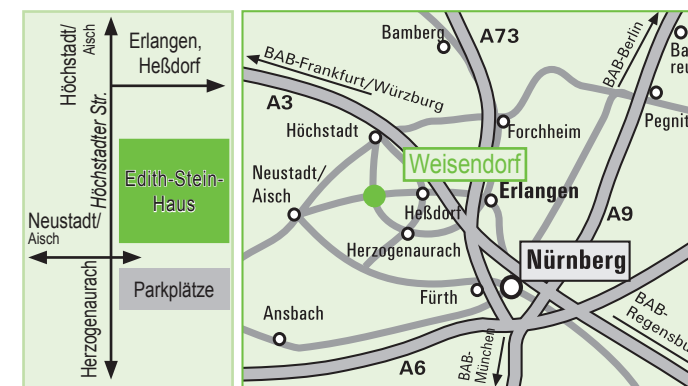 Höchstadt/
Aisch
Erlangen,
Heßdorf
Höchstadter Str.
Edith-Stein-
Haus
Neustadt/
Aisch
Herzogenaurach
Parkplätze
Bamberg
A73
BAB-Berlin
BAB-Frankfurt/Würzburg
A3
Höchstadt
Forchheim
Weisendorf
Neustadt/
Aisch
Heßdorf
Erlangen
A9
Herzogenaurach
Nürnberg
Fürth
Ansbach
BAB-
Regensbu
A6
BAB-
München
Ba
reu
Pegnit